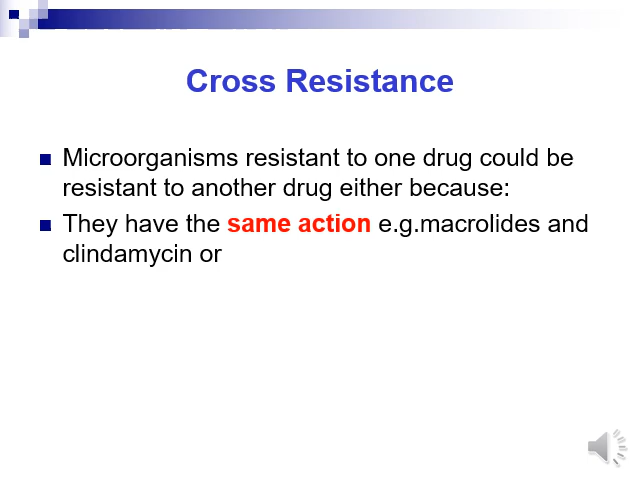 Cross Resistance
Microorganisms resistant to one drug could be
resistant to another drug either because:
They have the same action e.g.macrolides and
clindamycin or